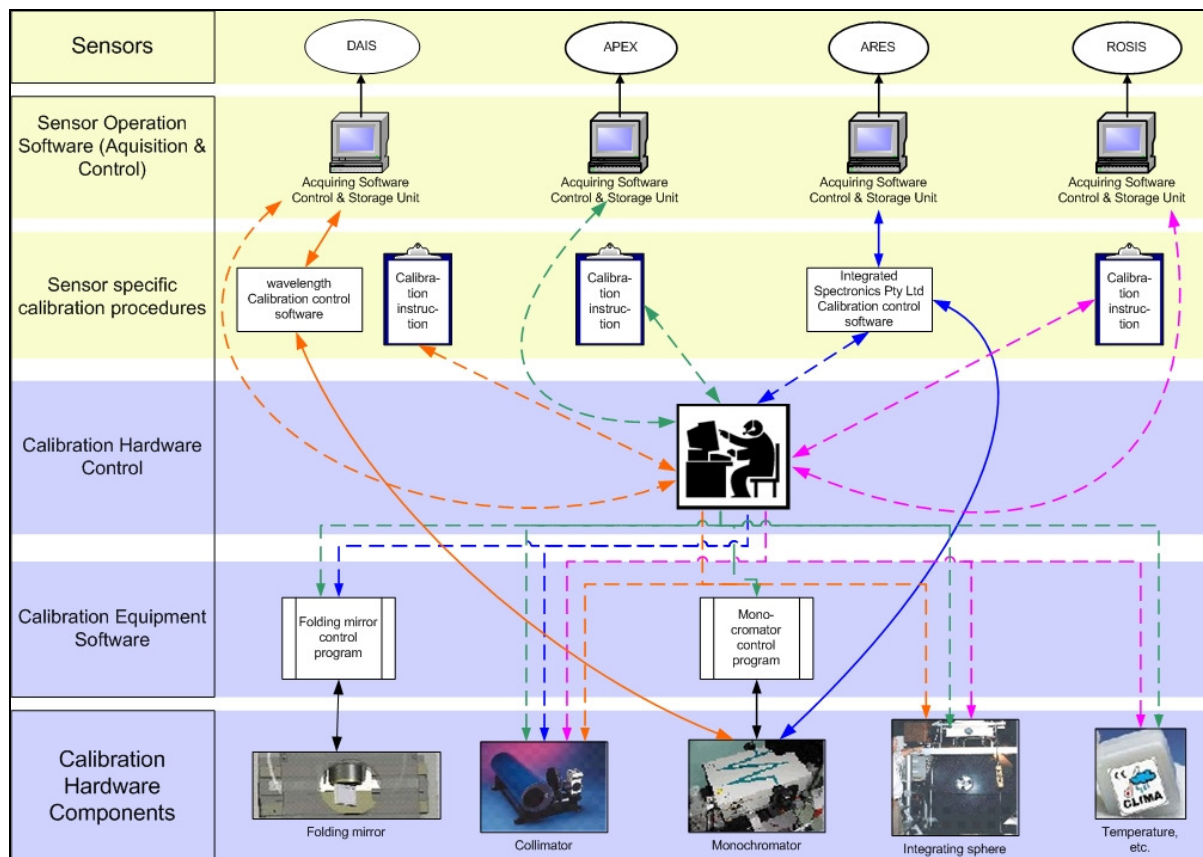 Sensors
DAIS
APEX
ARES
ROSIS
Sensor Operation
Software (Aquisition &
Control)
Acquiring Software
Control & Storage Unit
Acquiring Software
Control & Storage Unit
Acquiring Software
Control & Storage Unit
Acquiring Software
Control & Storage Unit
Sensor specific
calibration procedures
wavelength
Calibration control
software
Calibra-
tion
instruc-
tion
Calibra-
tion
instruc-
tion
Integrated
Spectronics Pty Ltd
Calibration control
software
Calibra-
tion
instruc-
tion
Calibration Hardware
Control
Calibration Equipment
Software
Folding mirror
control
program
Mono-
cromator
control
program
Calibration
Hardware
Components
Folding mirror
Collimator
Monochromator
Integrating sphere
CLIMA
Temperature,
etc.